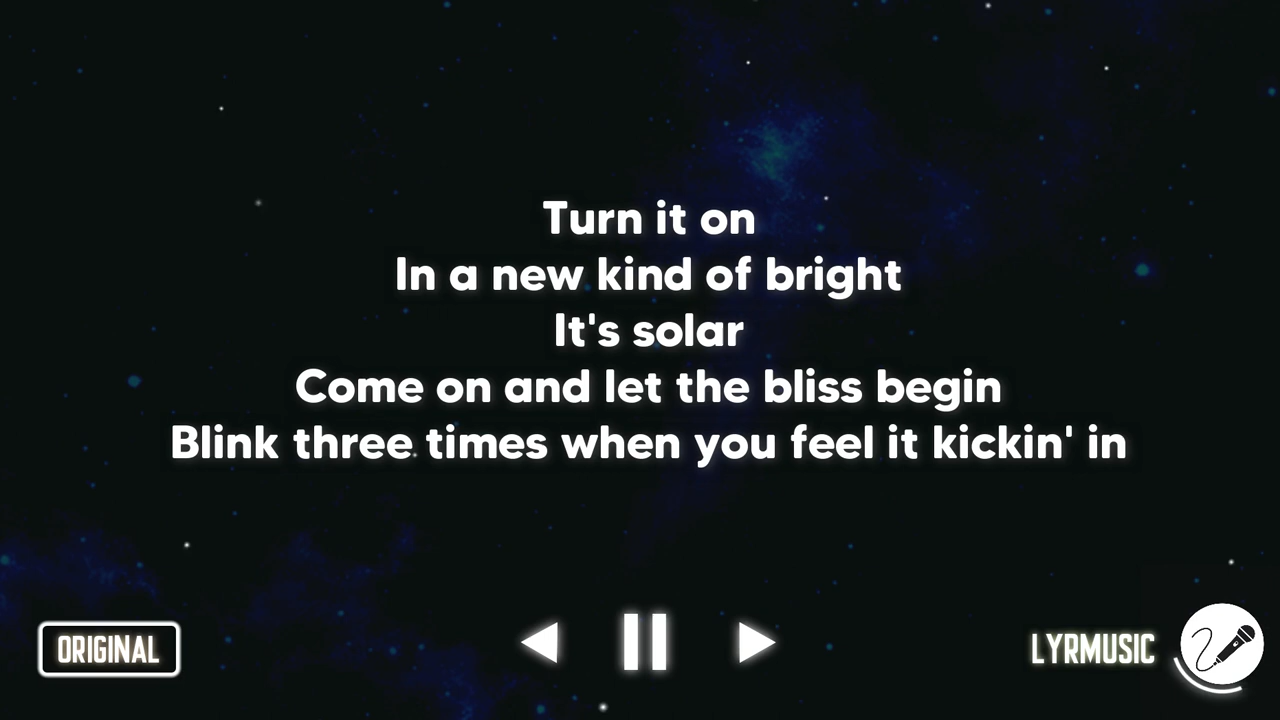 Turn it on
In a new kind of bright
It's solar
Come on and let the bliss begin
Blink three times when you feel it kickin' in
ORIGINAL
LYRMUSIC